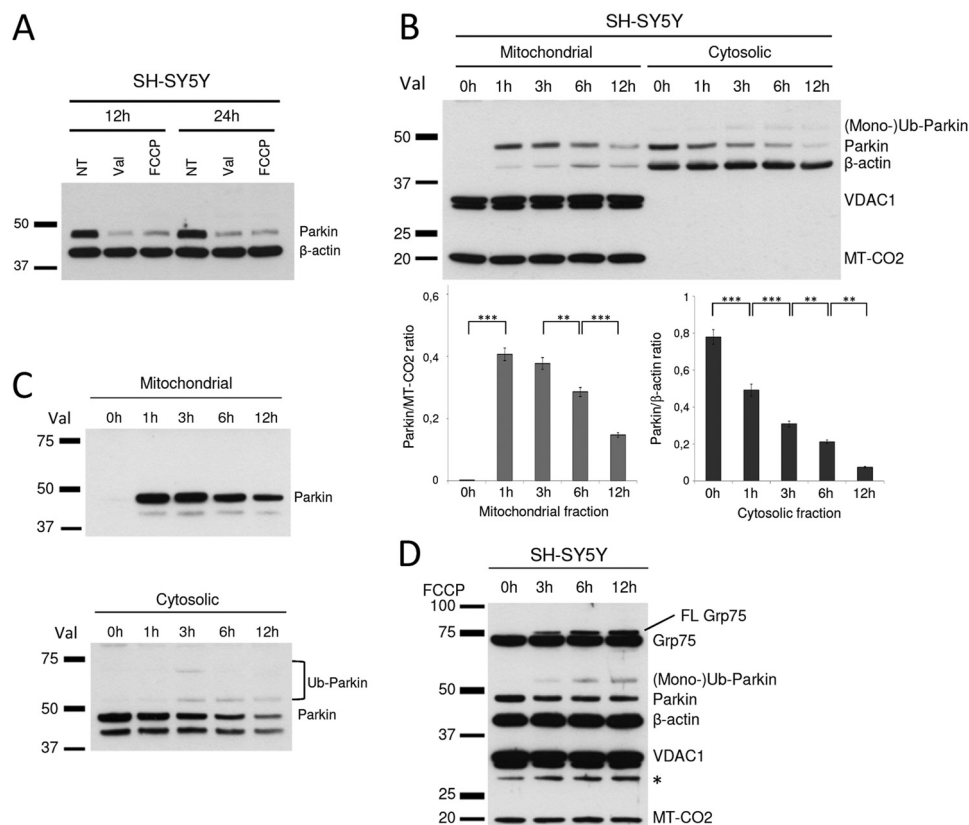 A
SH-SY5Y
12h 24h
NT Val FCCP NT Val FCCP
50
37
Parkin
β-actin
B
SH-SY5Y
Mitochondrial Cytosolic
Val 0h 1h 3h 6h 12h 0h 1h 3h 6h 12h
50
37
25
20
(Mono-)Ub-Parkin
Parkin
β-actin
VDAC1
MT-CO2
Parkin/MT-CO2 ratio
0,6
0,4
0,2
0
*** ** ***
0h 1h 3h 6h 12h
Mitochondrial fraction
Parkin/β-actin ratio
1
0,8
0,6
0,4
0,2
0
*** *** ** **
0h 1h 3h 6h 12h
Cytosolic fraction
C
Mitochondrial
Val 0h 1h 3h 6h 12h
75
50
37
Parkin
Cytosolic
Val 0h 1h 3h 6h 12h
75
50
37
Ub-Parkin
Parkin
D
SH-SY5Y
FCCP 0h 3h 6h 12h
100
75
50
37
25
20
FL Grp75
Grp75
(Mono-)Ub-Parkin
Parkin
β-actin
VDAC1
*
MT-CO2